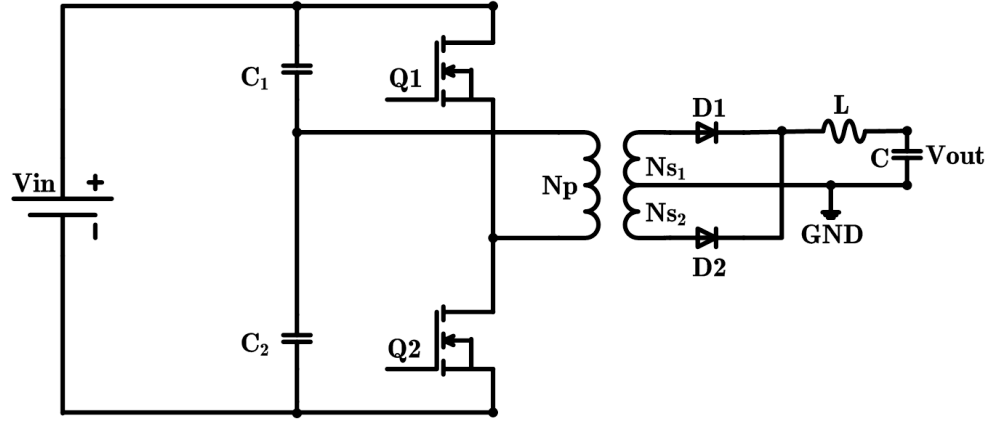 C₁
Q1
D1
L
Vin
+
−
Np
Ns₁
C
Vout
Ns₂
GND
D2
C₂
Q2